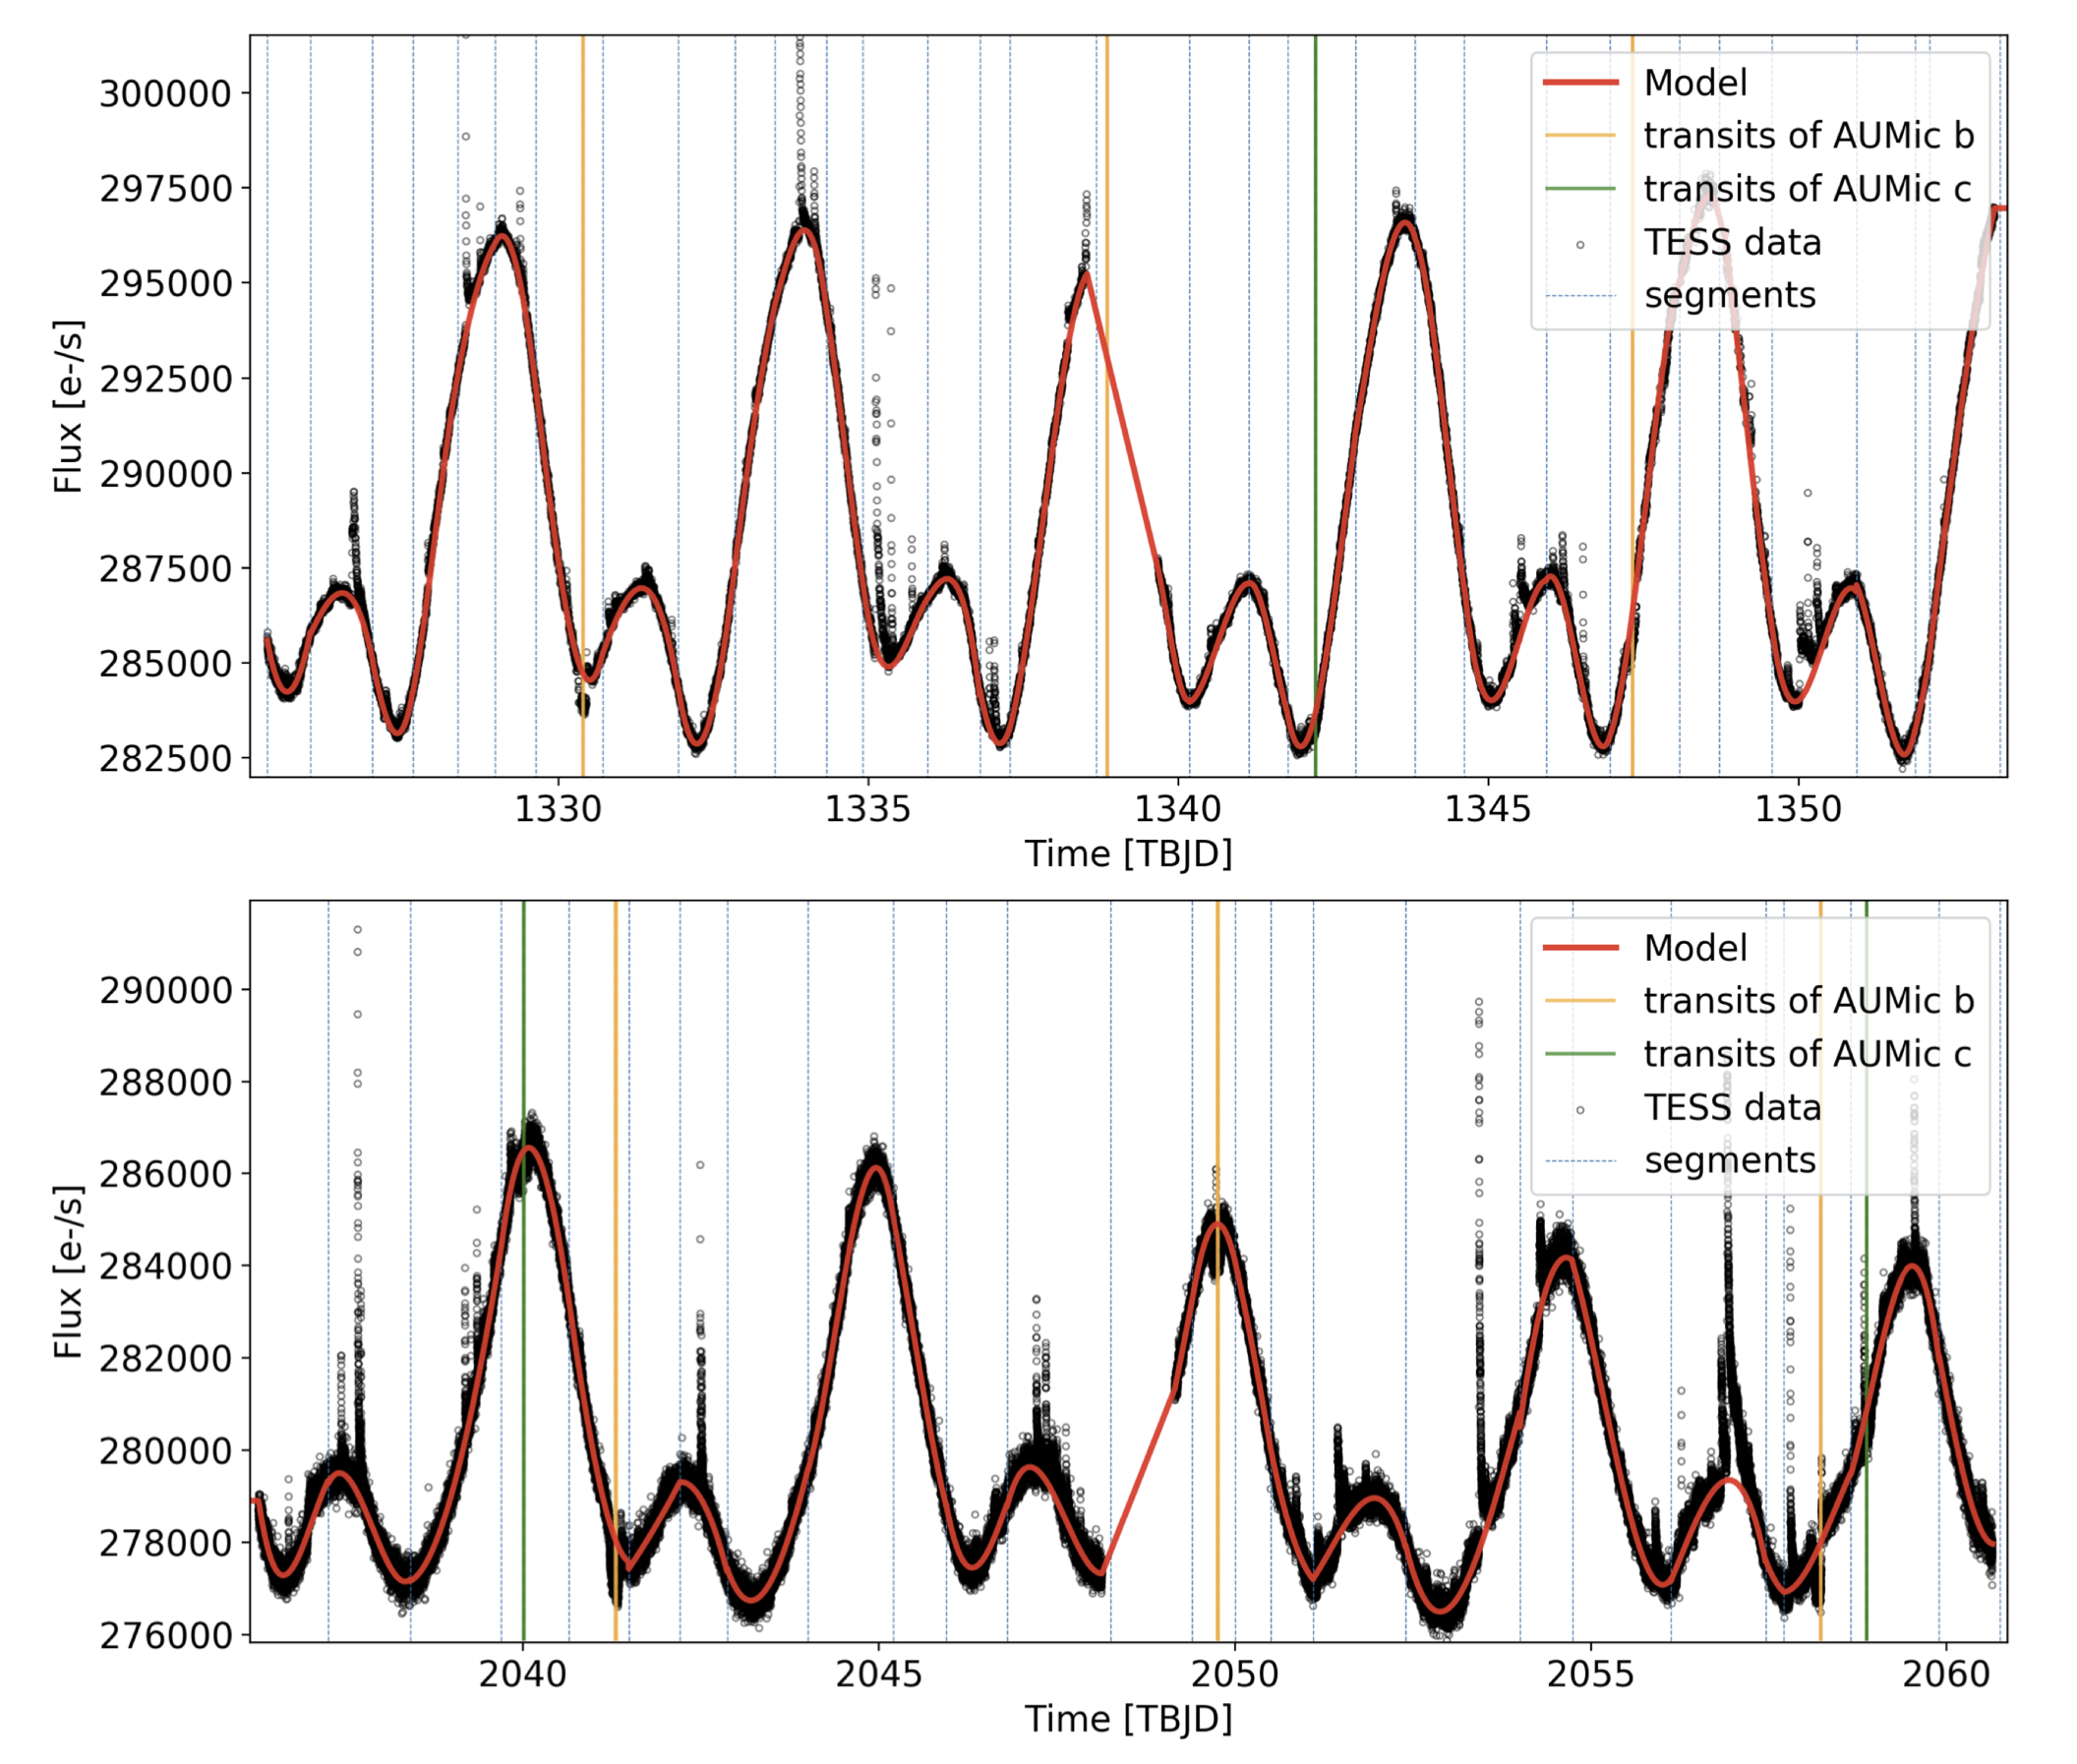 300000
297500
295000
292500
290000
287500
285000
282500
Flux [e-/s]
Model
transits of AUMic b
transits of AUMic c
TESS data
segments
1330 1335 1340 1345 1350
Time [TBJD]
290000
288000
286000
284000
282000
280000
278000
276000
Flux [e-/s]
Model
transits of AUMic b
transits of AUMic c
TESS data
segments
2040 2045 2050 2055 2060
Time [TBJD]